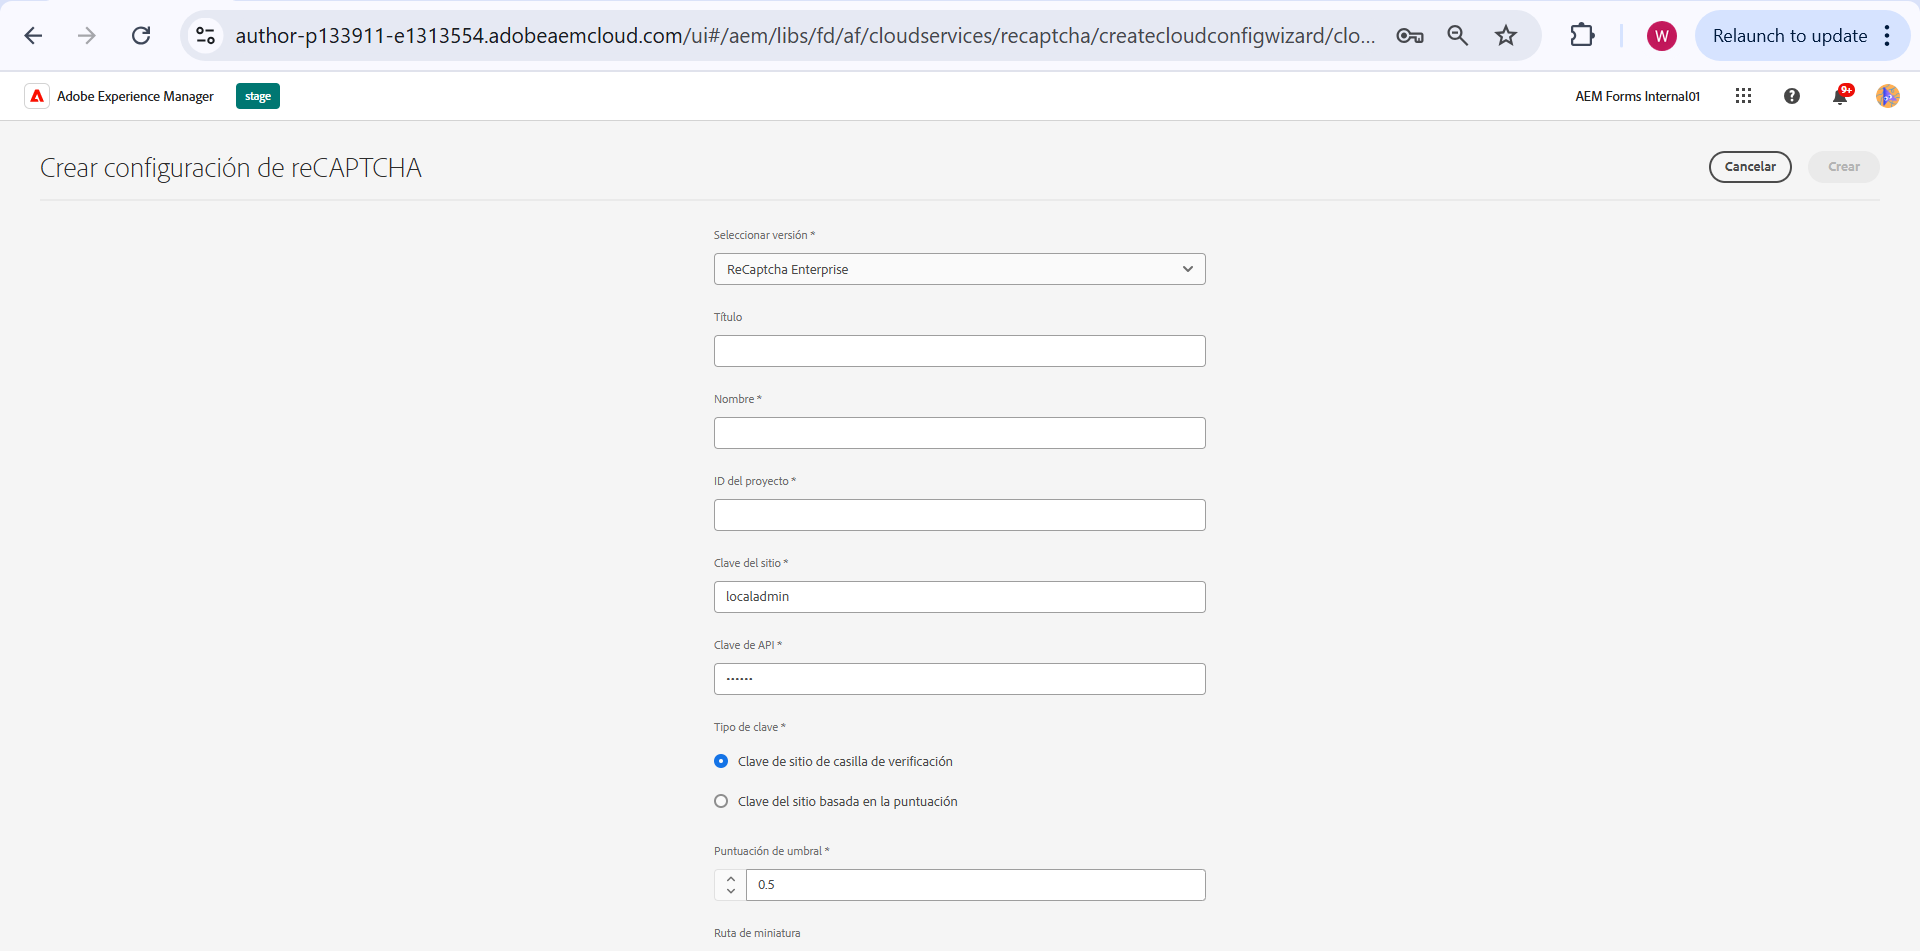 author-p133911-e1313554.adobeaemcloud.com/ui#/aem/libs/fd/af/cloudservices/recaptcha/createcloudconfigwizard/clo...
W
Relaunch to update
Adobe Experience Manager
stage
AEM Forms Internal01
9+
Crear configuración de reCAPTCHA
Cancelar
Crear
Seleccionar versión *
ReCaptcha Enterprise
Título
Nombre *
ID del proyecto *
Clave del sitio *
localadmin
Clave de API *
······
Tipo de clave *
Clave de sitio de casilla de verificación
Clave del sitio basada en la puntuación
Puntuación de umbral *
0.5
Ruta de miniatura